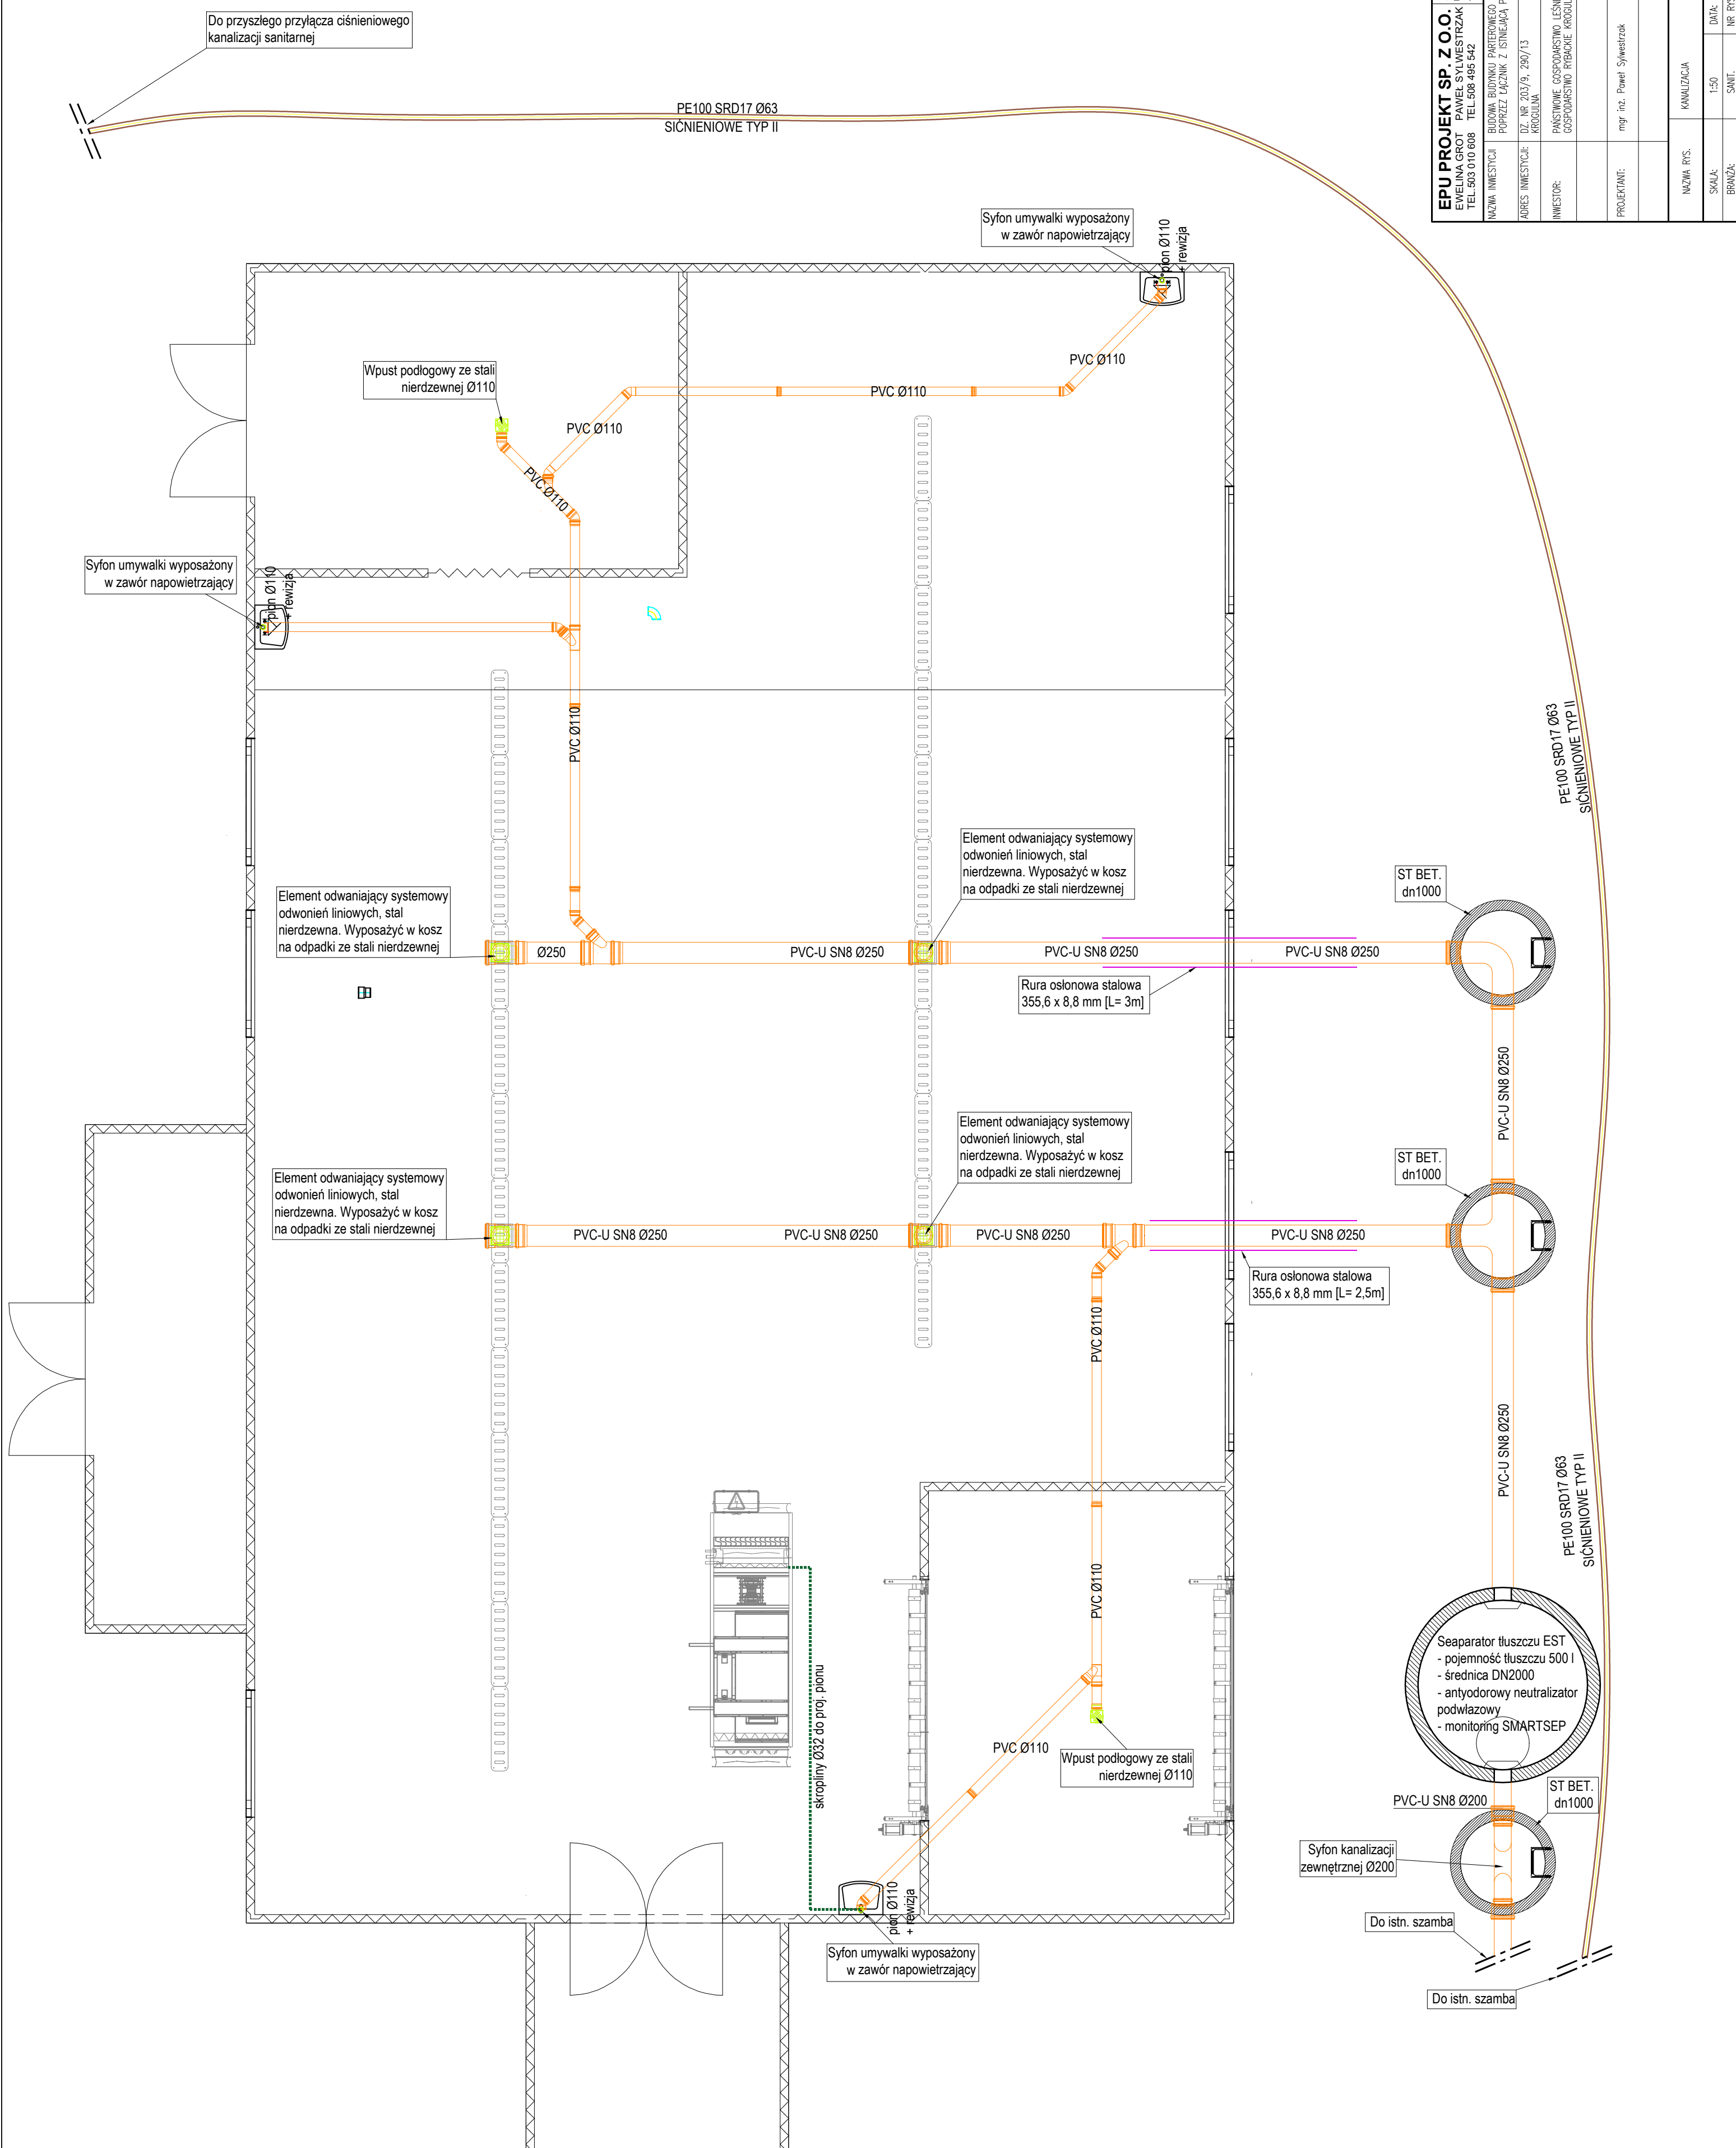 Do przyszłego przyłącza ciśnieniowego
kanalizacji sanitarnej
PE100 SRD17 Ø63
SIĆNIENIOWE TYP II
EPU PROJEKT SP. Z O.O.
EWELINA GROT PAWEŁ SYLWESTRZAK
TEL.503 010 608 TEL.508 495 542
NAZWA INWESTYCJI
BUDOWA BUDYNKU PARTEROWEGO
POPRZEZ ŁĄCZNIK Z ISTNIEJĄCĄ
ADRES INWESTYCJI:
DZ. NR 203/9, 290/13
KROGULNA
INWESTOR:
PAŃSTWOWE GOSPODARSTWO
GOSPODARSTWO RYBACKIE
PROJEKTANT:
mgr inż. Paweł Sylwestrzak
NAZWA RYS.
KANALIZACJA
SKALA:
1:50
DATA:
BRANŻA:
SANIT.
NR RYS
Syfon umywalki wyposażony
w zawór napowietrzający
pion Ø110
+ rewizja
PVC Ø110
PVC Ø110
Wpust podłogowy ze stali
nierdzewnej Ø110
PVC Ø110
PVC Ø110
Syfon umywalki wyposażony
w zawór napowietrzający
pion Ø110
+ rewizja
PVC Ø110
PE100 SRD17 Ø63
SIĆNIENIOWE TYP II
Element odwaniający systemowy
odwonień liniowych, stal
nierdzewna. Wyposażyć w kosz
na odpadki ze stali nierdzewnej
Element odwaniający systemowy
odwonień liniowych, stal
nierdzewna. Wyposażyć w kosz
na odpadki ze stali nierdzewnej
ST BET.
dn1000
Ø250
PVC-U SN8 Ø250
PVC-U SN8 Ø250
PVC-U SN8 Ø250
Rura osłonowa stalowa
355,6 x 8,8 mm [L= 3m]
PVC-U SN8 Ø250
Element odwaniający systemowy
odwonień liniowych, stal
nierdzewna. Wyposażyć w kosz
na odpadki ze stali nierdzewnej
Element odwaniający systemowy
odwonień liniowych, stal
nierdzewna. Wyposażyć w kosz
na odpadki ze stali nierdzewnej
ST BET.
dn1000
PVC-U SN8 Ø250
PVC-U SN8 Ø250
PVC-U SN8 Ø250
PVC-U SN8 Ø250
Rura osłonowa stalowa
355,6 x 8,8 mm [L= 2,5m]
PVC Ø110
PVC-U SN8 Ø250
PE100 SRD17 Ø63
SIĆNIENIOWE TYP II
PVC Ø110
Seaparator tłuszczu EST
- pojemność tłuszczu 500 l
- średnica DN2000
- antyodorowy neutralizator
podwłazowy
- monitoring SMARTSEP
skropliny Ø32 do proj. pionu
PVC Ø110
Wpust podłogowy ze stali
nierdzewnej Ø110
ST BET.
dn1000
PVC-U SN8 Ø200
Syfon kanalizacji
zewnętrznej Ø200
pion Ø110
+ rewizja
Syfon umywalki wyposażony
w zawór napowietrzający
Do istn. szamba
Do istn. szamba